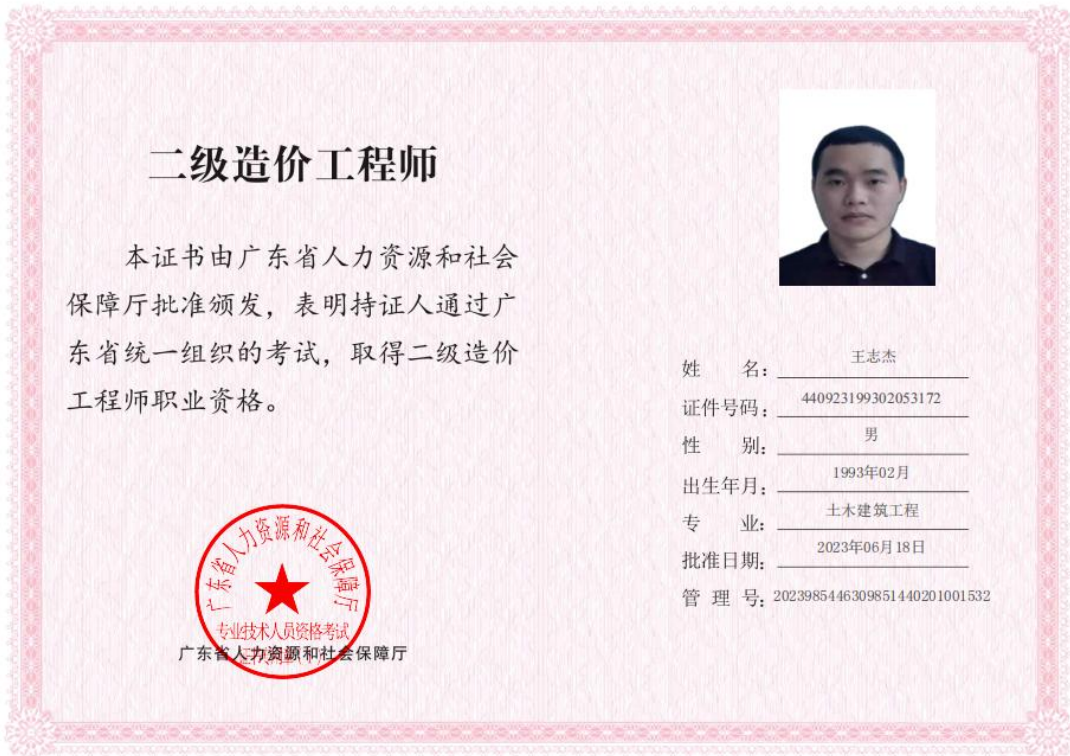 二级造价工程师
本证书由广东省人力资源和社会
保障厅批准颁发，表明持证人通过广
东省统一组织的考试，取得二级造价
工程师职业资格。
姓名：王志杰
证件号码：440923199302053172
性别：男
出生年月：1993年02月
专业：土木建筑工程
批准日期：2023年06月18日
管理号：20239854463098514402010015​32
广东省人力资源和社会保障厅
专业技术人员资格考试
广东省人力资源和社会保障厅